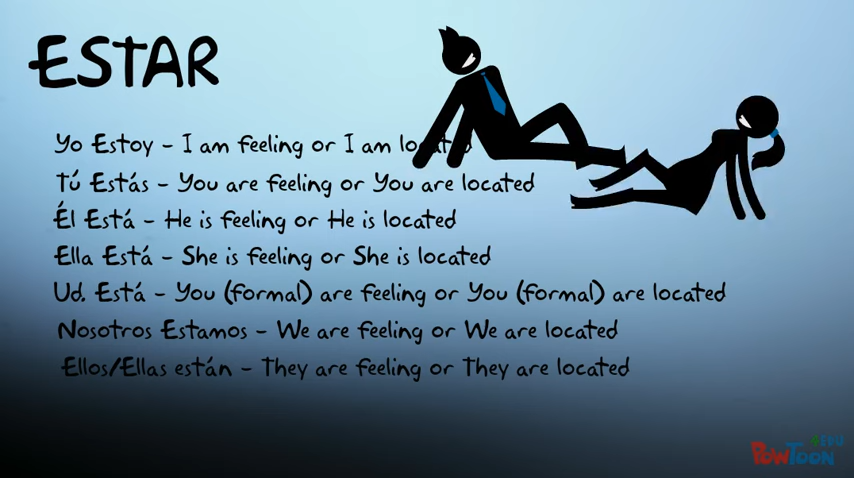 ESTAR
Yo Estoy - I am feeling or I am located
Tú Estás - You are feeling or You are located
Él Está - He is feeling or He is located
Ella Está - She is feeling or She is located
Ud. Está - You (formal) are feeling or You (formal) are located
Nosotros Estamos - We are feeling or We are located
Ellos/Ellas están - They are feeling or They are located
4EDU
POWTOON